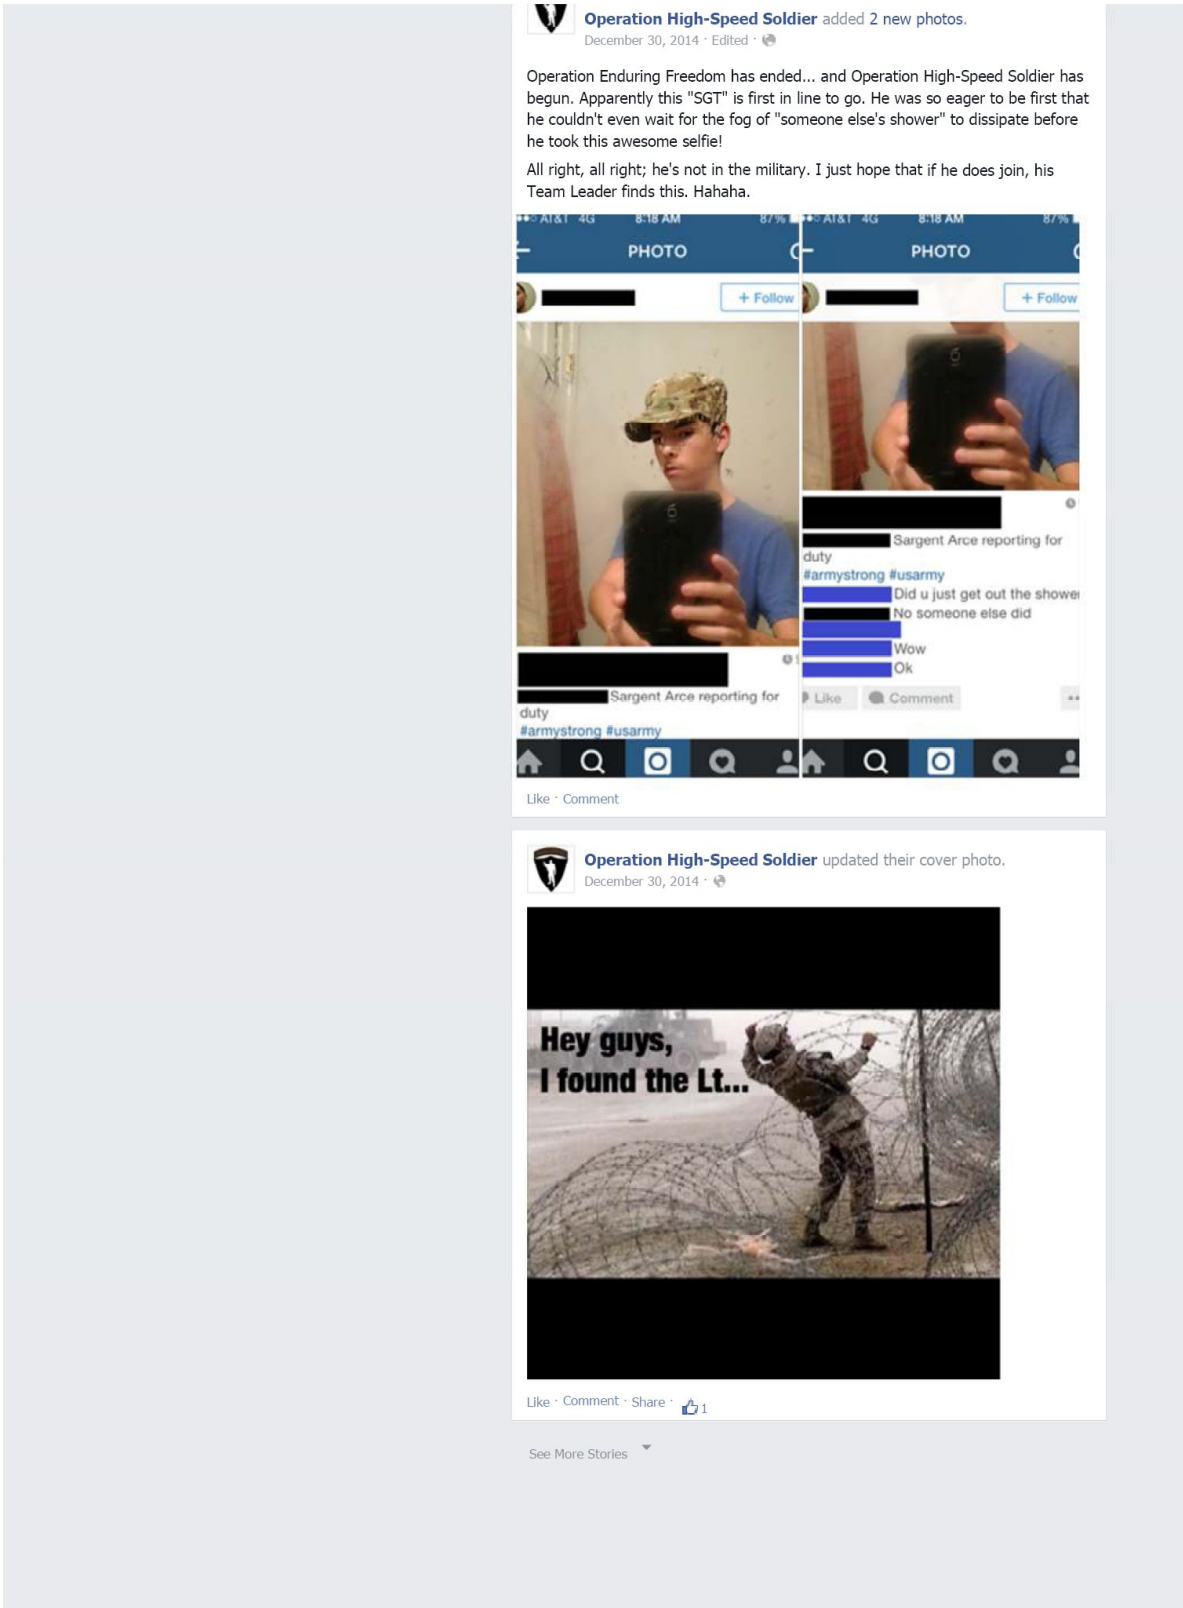 Operation High-Speed Soldier added 2 new photos.
December 30, 2014 · Edited ·
Operation Enduring Freedom has ended... and Operation High-Speed Soldier has
begun. Apparently this "SGT" is first in line to go. He was so eager to be first that
he couldn't even wait for the fog of "someone else's shower" to dissipate before
he took this awesome selfie!
All right, all right; he's not in the military. I just hope that if he does join, his
Team Leader finds this. Hahaha.
AT&T 4G 8:18 AM 87%
PHOTO
+ Follow
Sargent Arce reporting for
duty
#armystrong #usarmy
AT&T 4G 8:18 AM 87%
PHOTO
+ Follow
Sargent Arce reporting for
duty
#armystrong #usarmy
Did u just get out the shower
No someone else did
Wow
Ok
Like Comment
Like · Comment
Operation High-Speed Soldier updated their cover photo.
December 30, 2014 ·
Hey guys,
I found the Lt...
Like · Comment · Share · 1
See More Stories